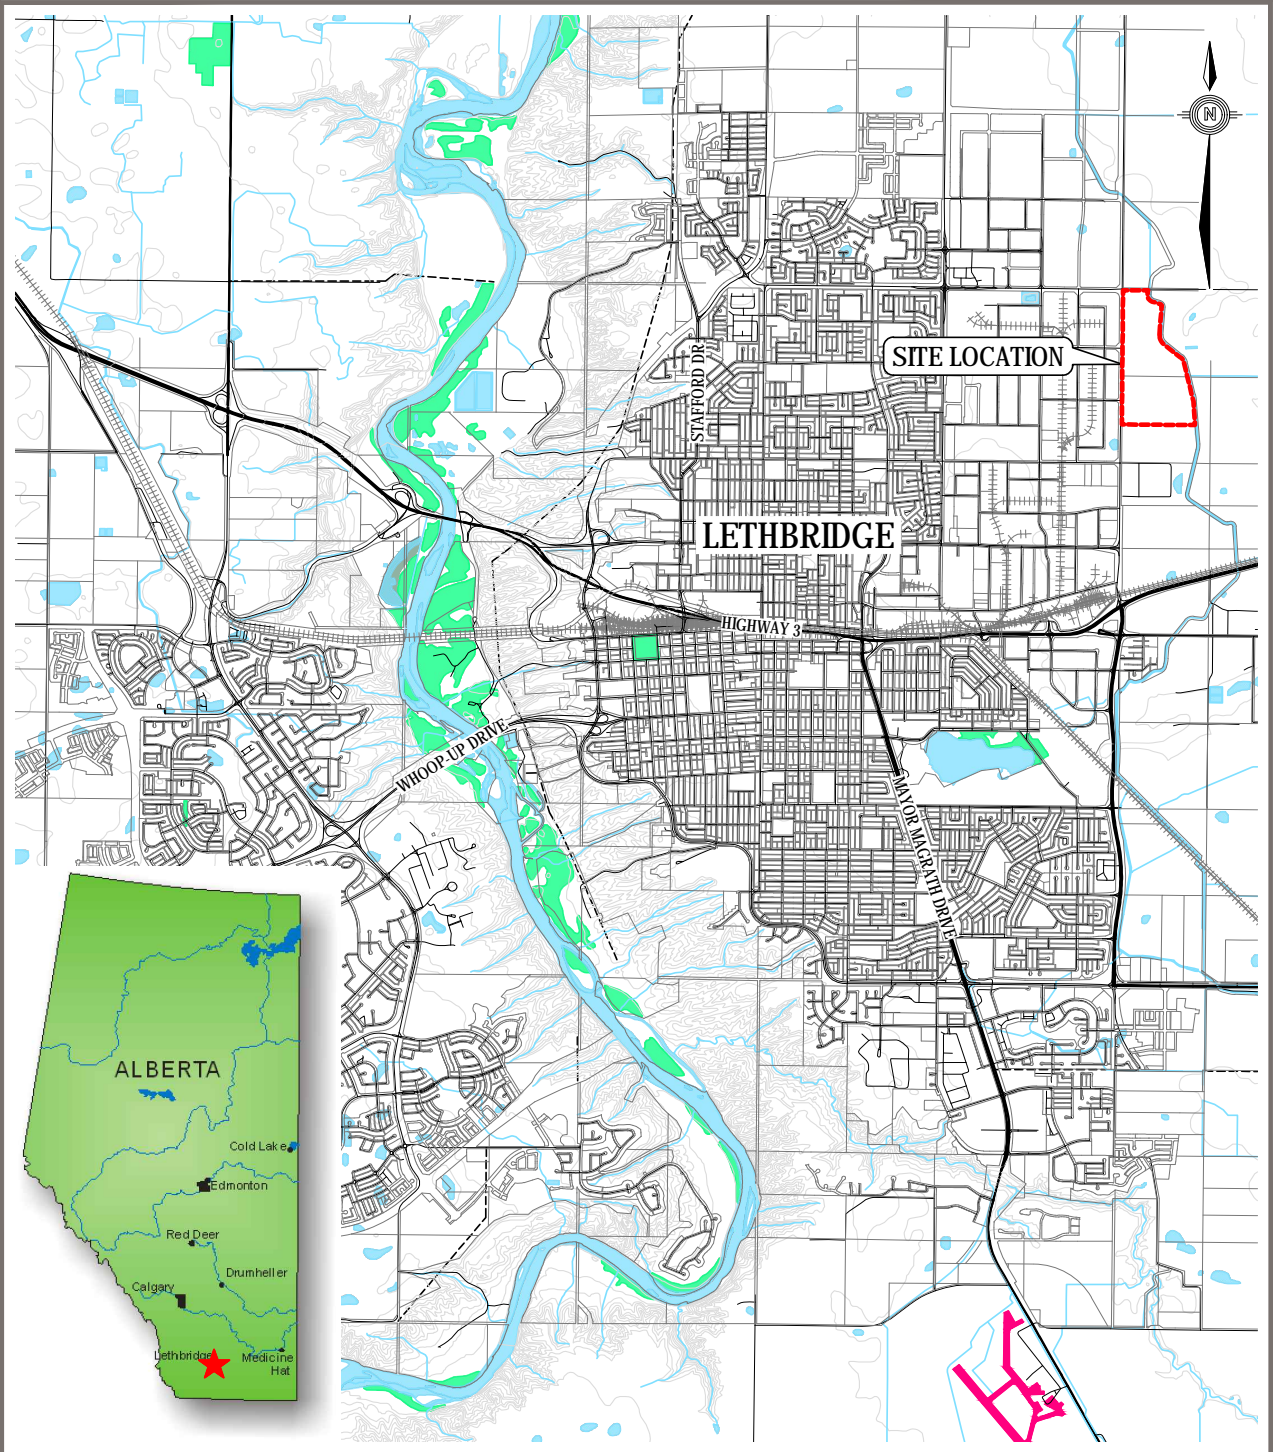 N
SITE LOCATION
STAFFORD DR
LETHBRIDGE
HIGHWAY 3
WHOOP-UP DRIVE
MAYOR MAGRATH DRIVE
ALBERTA
Cold Lake
Edmonton
Red Deer
Drumheller
Calgary
Lethbridge
Medicine
Hat